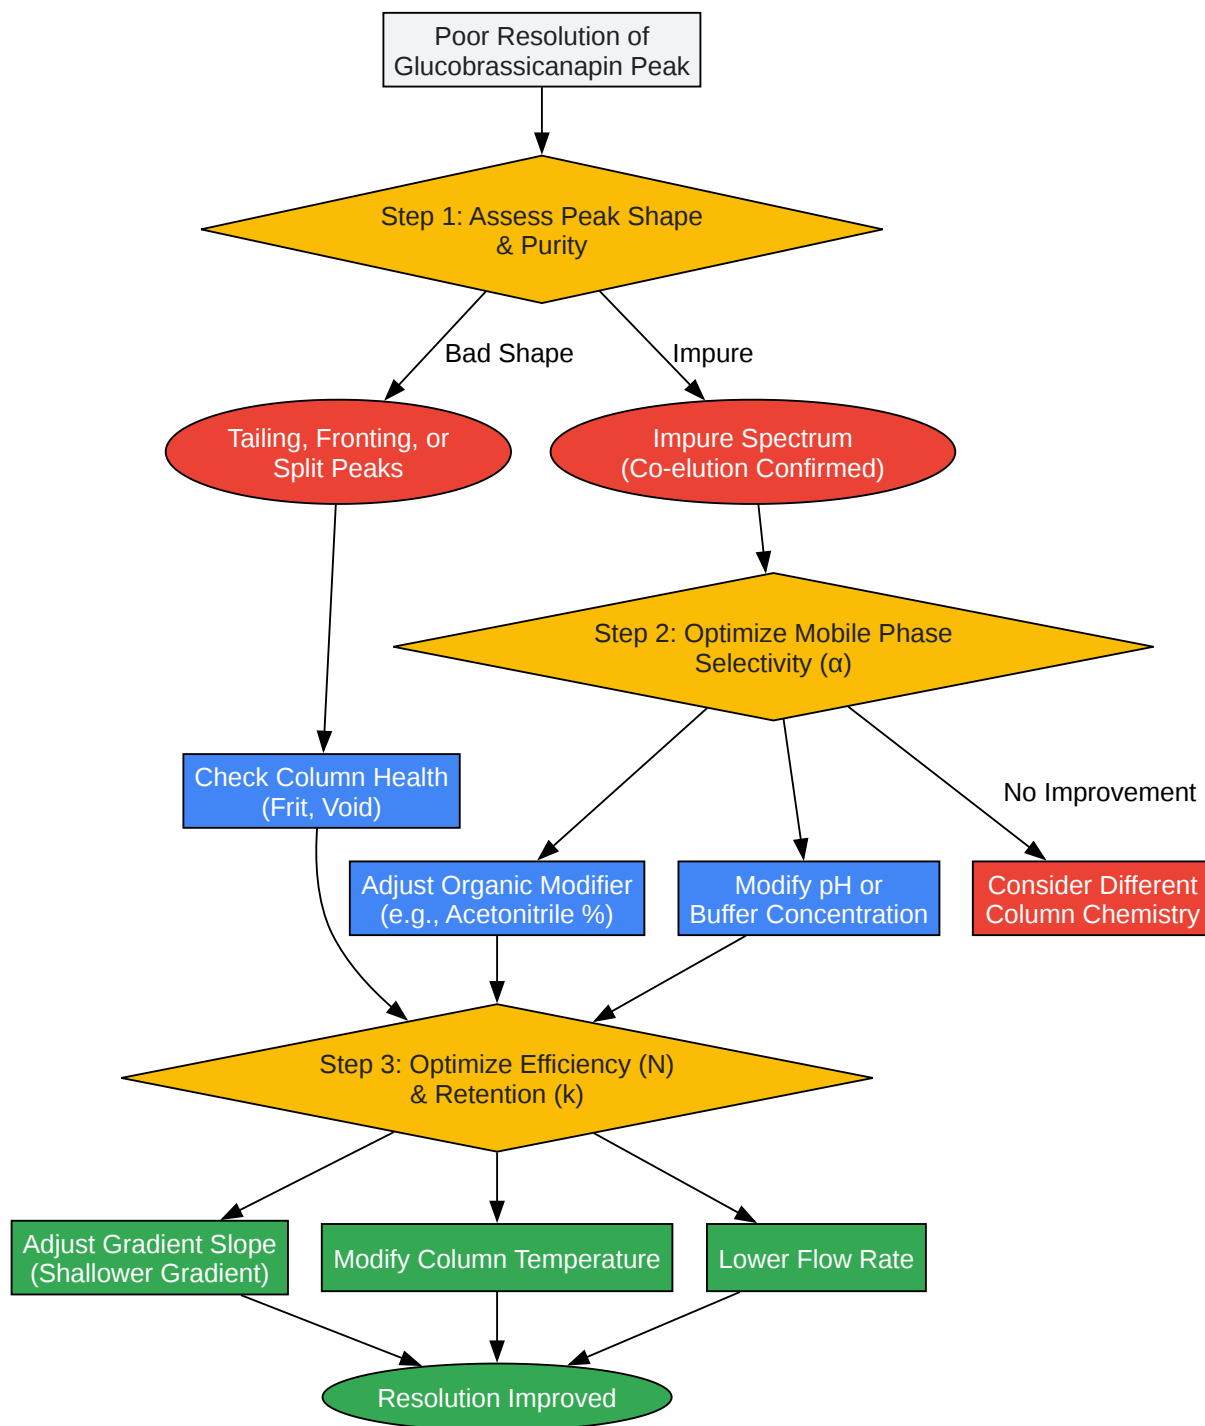 Poor Resolution of
Glucobrassicanapin Peak
Step 1: Assess Peak Shape
& Purity
Bad Shape
Impure
Tailing, Fronting, or
Split Peaks
Impure Spectrum
(Co-elution Confirmed)
Step 2: Optimize Mobile Phase
Selectivity (α)
Check Column Health
(Frit, Void)
No Improvement
Adjust Organic Modifier
(e.g., Acetonitrile %)
Modify pH or
Buffer Concentration
Consider Different
Column Chemistry
Step 3: Optimize Efficiency (N)
& Retention (k)
Adjust Gradient Slope
(Shallower Gradient)
Modify Column Temperature
Lower Flow Rate
Resolution Improved